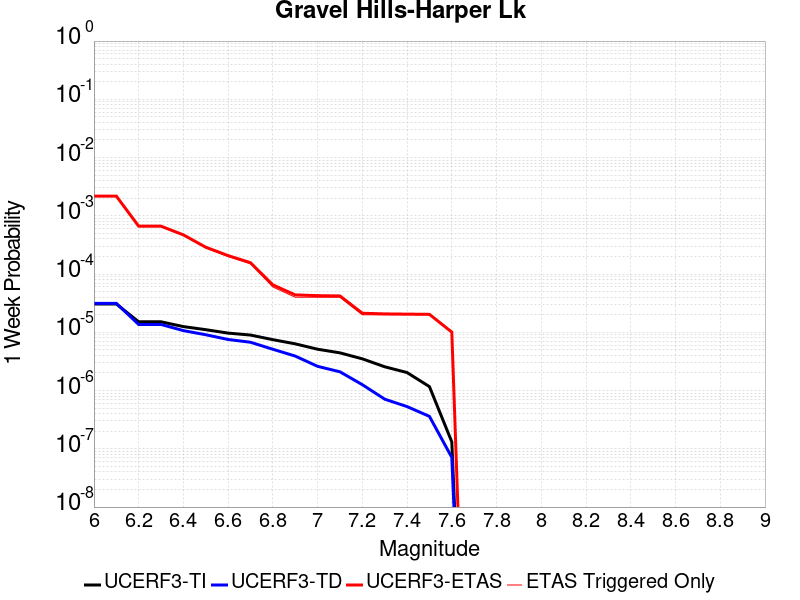 Gravel Hills-Harper Lk
10^0
10^-1
10^-2
10^-3
10^-4
10^-5
10^-6
10^-7
10^-8
1 Week Probability
6 6.2 6.4 6.6 6.8 7 7.2 7.4 7.6 7.8 8 8.2 8.4 8.6 8.8 9
Magnitude
UCERF3-TI UCERF3-TD UCERF3-ETAS ETAS Triggered Only